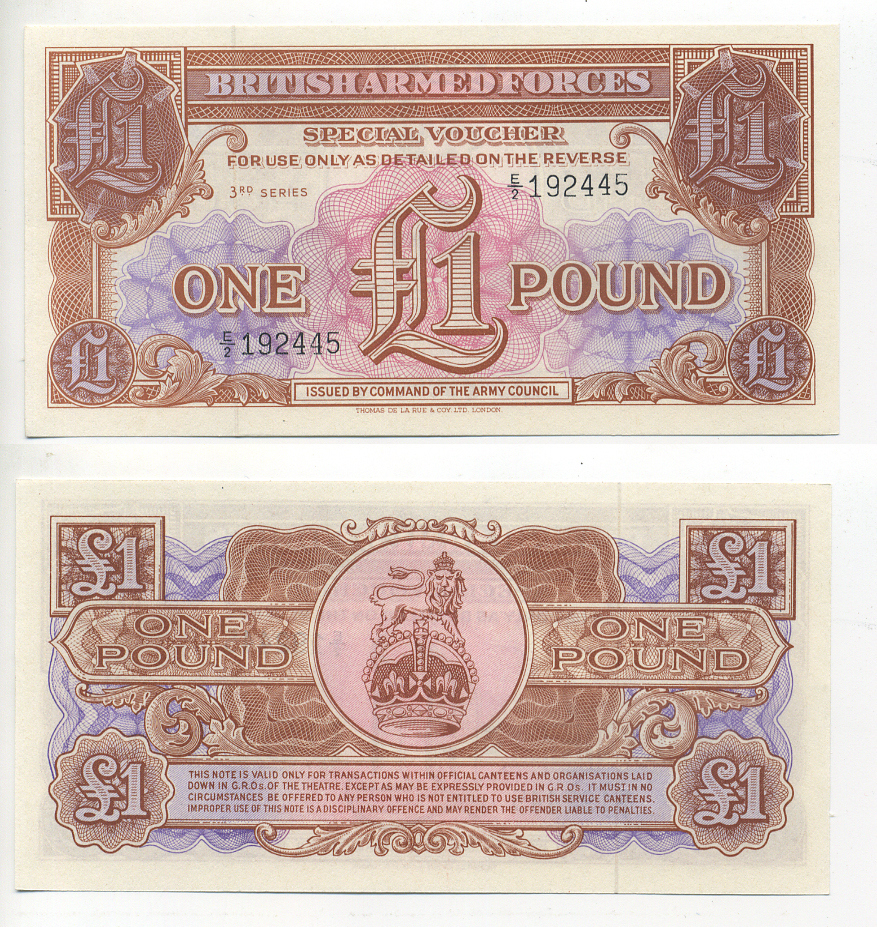 £1 £1
BRITISH ARMED FORCES
SPECIAL VOUCHER
FOR USE ONLY AS DETAILED ON THE REVERSE
3RD SERIES
E/2 192445
ONE £1 POUND
E/2 192445
£1 £1
ISSUED BY COMMAND OF THE ARMY COUNCIL
THOMAS DE LA RUE & COY. LTD. LONDON.
£1 £1
ONE ONE
POUND POUND
£1 £1
THIS NOTE IS VALID ONLY FOR TRANSACTIONS WITHIN OFFICIAL CANTEENS AND ORGANISATIONS LAID
DOWN IN G.R.Os. OF THE THEATRE. EXCEPT AS MAY BE EXPRESSLY PROVIDED IN G.R.Os. IT MUST IN NO
CIRCUMSTANCES BE OFFERED TO ANY PERSON WHO IS NOT ENTITLED TO USE BRITISH SERVICE CANTEENS.
IMPROPER USE OF THIS NOTE IS A DISCIPLINARY OFFENCE AND MAY RENDER THE OFFENDER LIABLE TO PENALTIES.